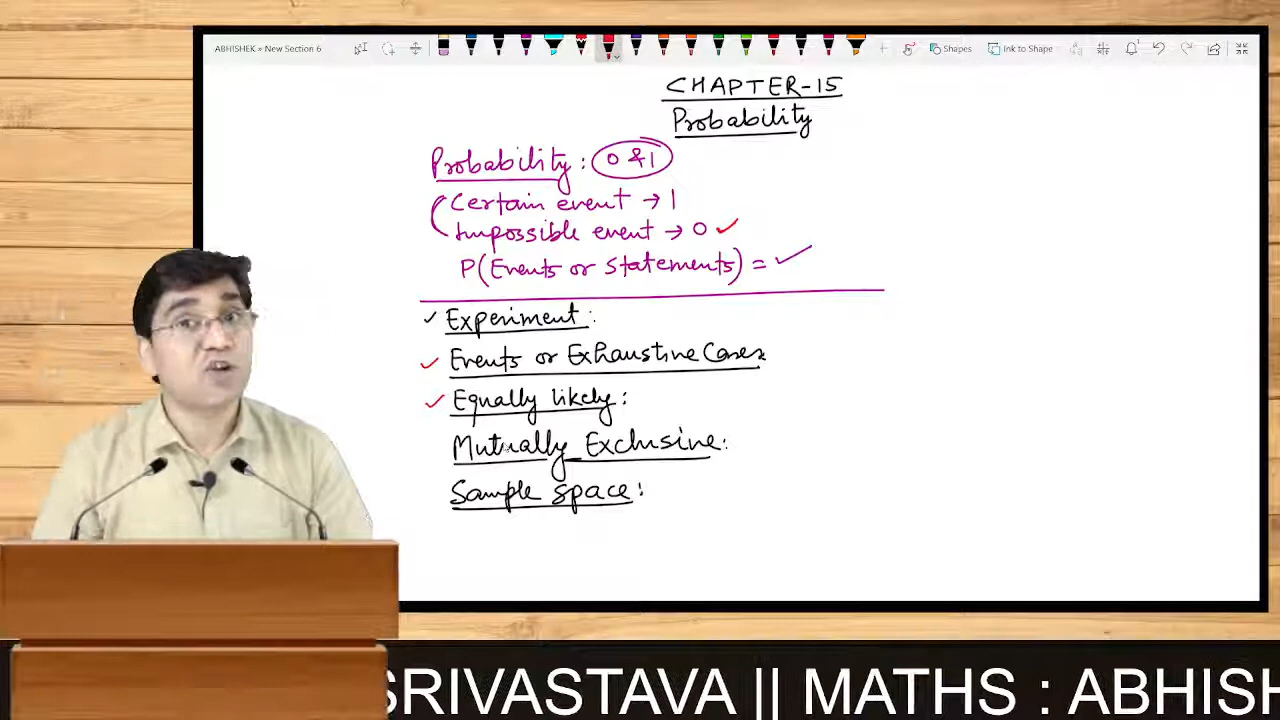 ABHISHEK » New Section 6
Shapes
Ink to Shape
CHAPTER-15
Probability
Probability: 0 & 1
Certain event → 1
Impossible event → 0 ✓
P(Events or Statements) = ✓
✓ Experiment:
✓ Events or Exhaustive Cases
✓ Equally likely:
Mutually Exclusive:
Sample space:
SRIVASTAVA || MATHS : ABHISH